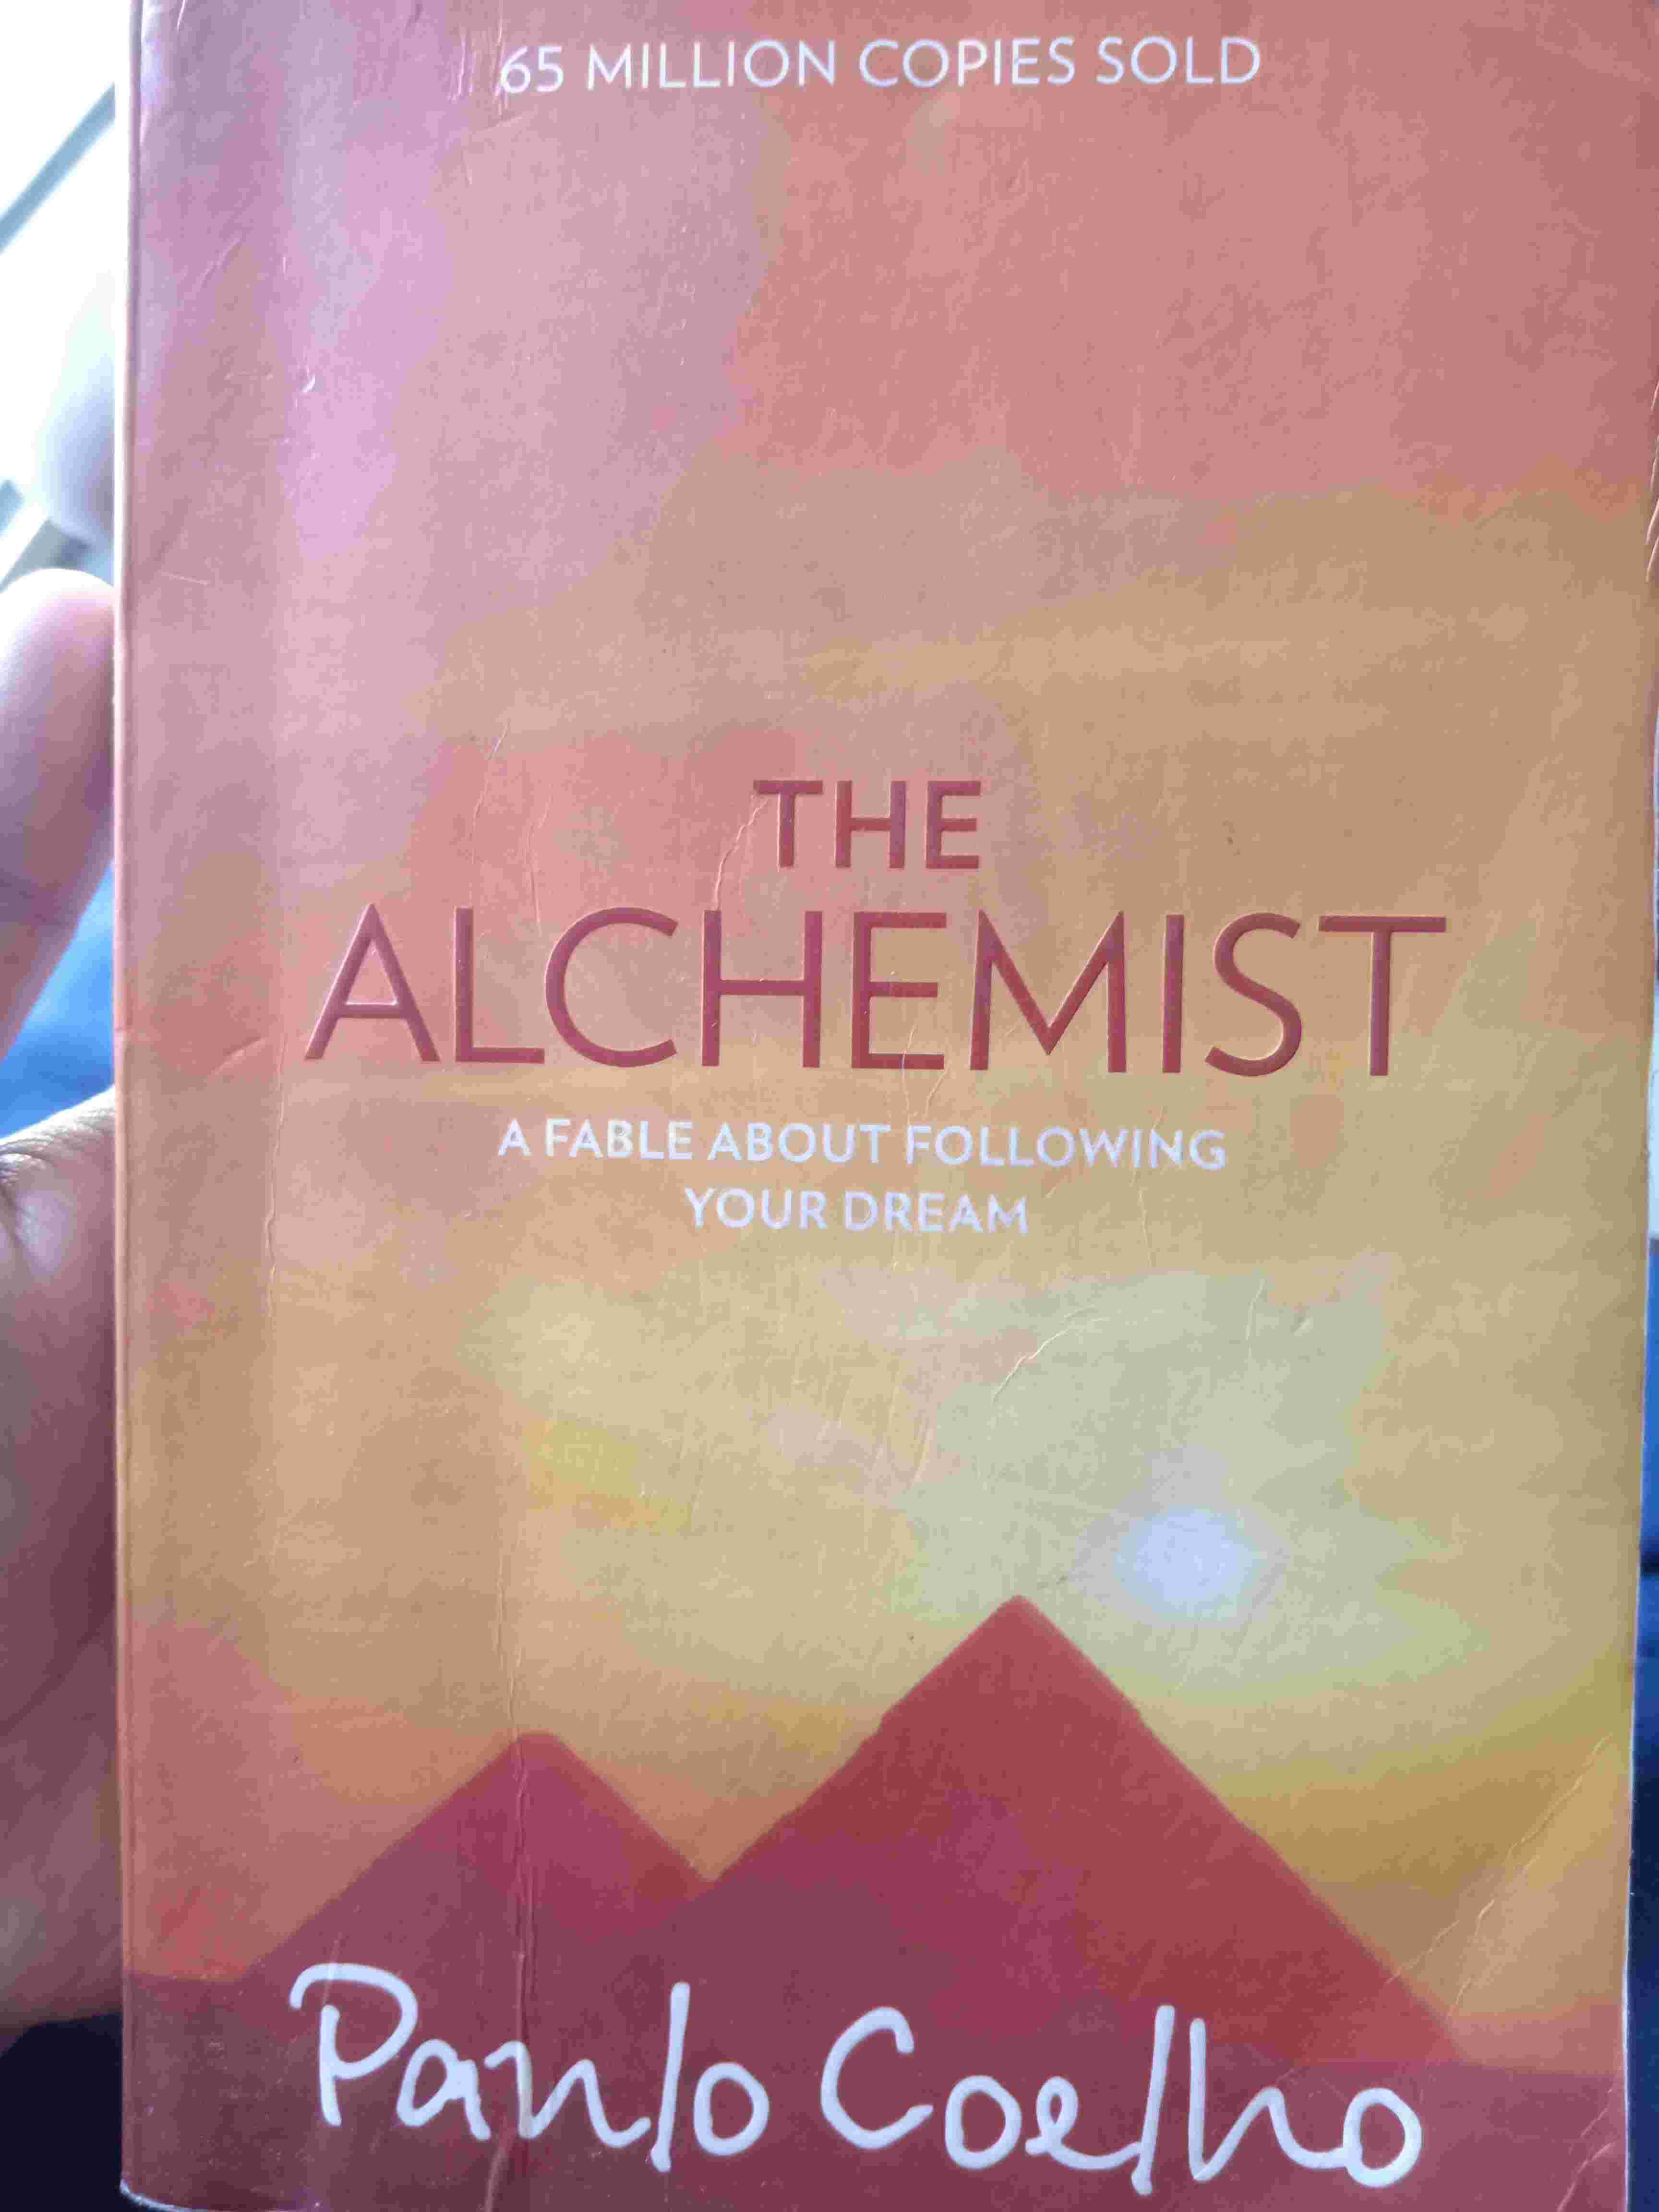 65 MILLION COPIES SOLD
THE
ALCHEMIST
A FABLE ABOUT FOLLOWING
YOUR DREAM
Paulo Coelho